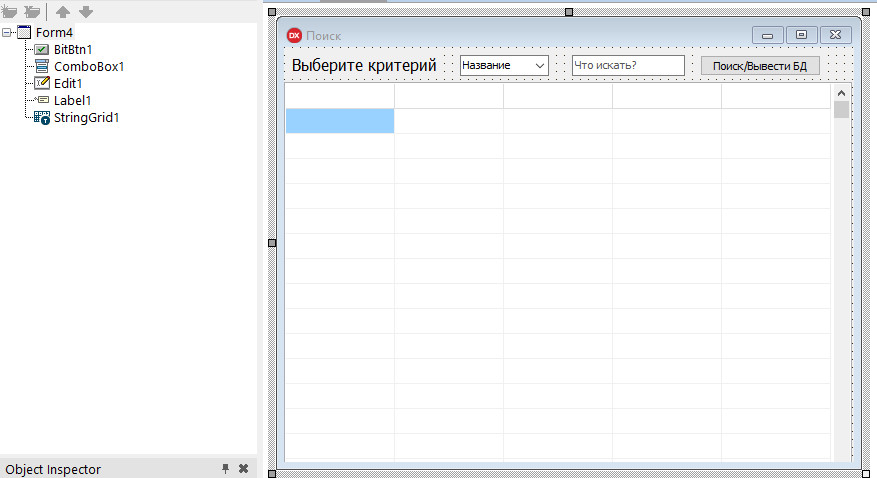 Form4
BitBtn1
ComboBox1
Edit1
Label1
StringGrid1
Object Inspector
DX Поиск
Выберите критерий Название Что искать? Поиск/Вывести БД